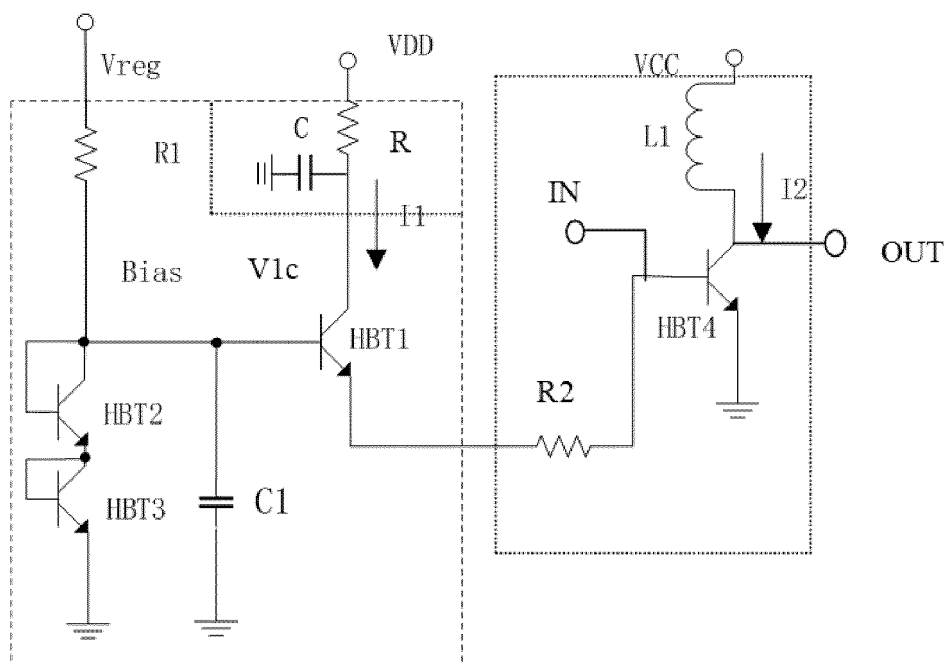 VDD
Vreg
VCC
C
R
R1
L1
IN
I1
I2
OUT
Bias
V1c
HBT1
HBT4
R2
HBT2
HBT3
C1